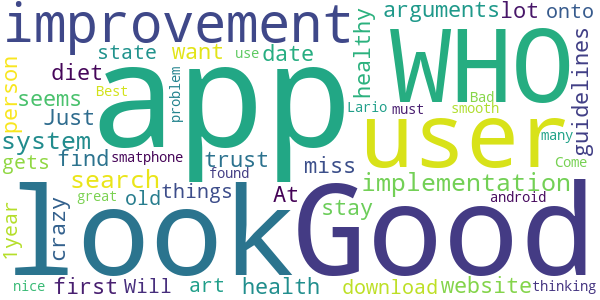 improvement
arguments
lot
onto
state
want
date
healthy
WHO
guidelines
person
diet
app
problem
Best
use
seems
Just
Lario
must
Bad
smooth
system
smatphone
trust
user
many
gets
find
miss
search
found
At
implementation
Come
1year
crazy
great
old
things
look
Good
stay
android
nice
first
Will
art
health
download
website
thinking